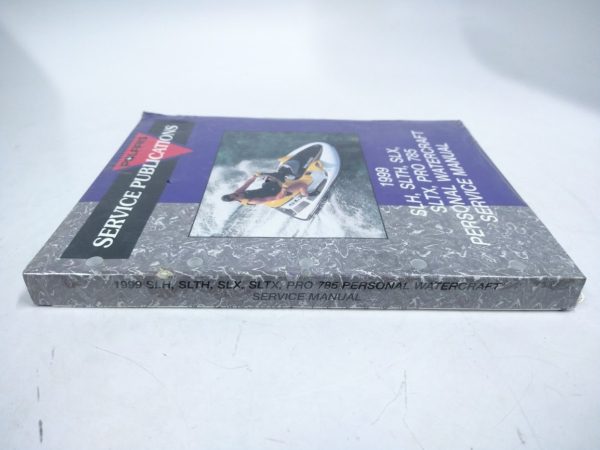 POLARIS
SERVICE PUBLICATIONS
1999
SLH, SLTH, SLX,
SLTX, PRO 785
PERSONAL WATERCRAFT
SERVICE MANUAL
1999 SLH, SLTH, SLX, SLTX, PRO 785 PERSONAL WATERCRAFT
SERVICE MANUAL